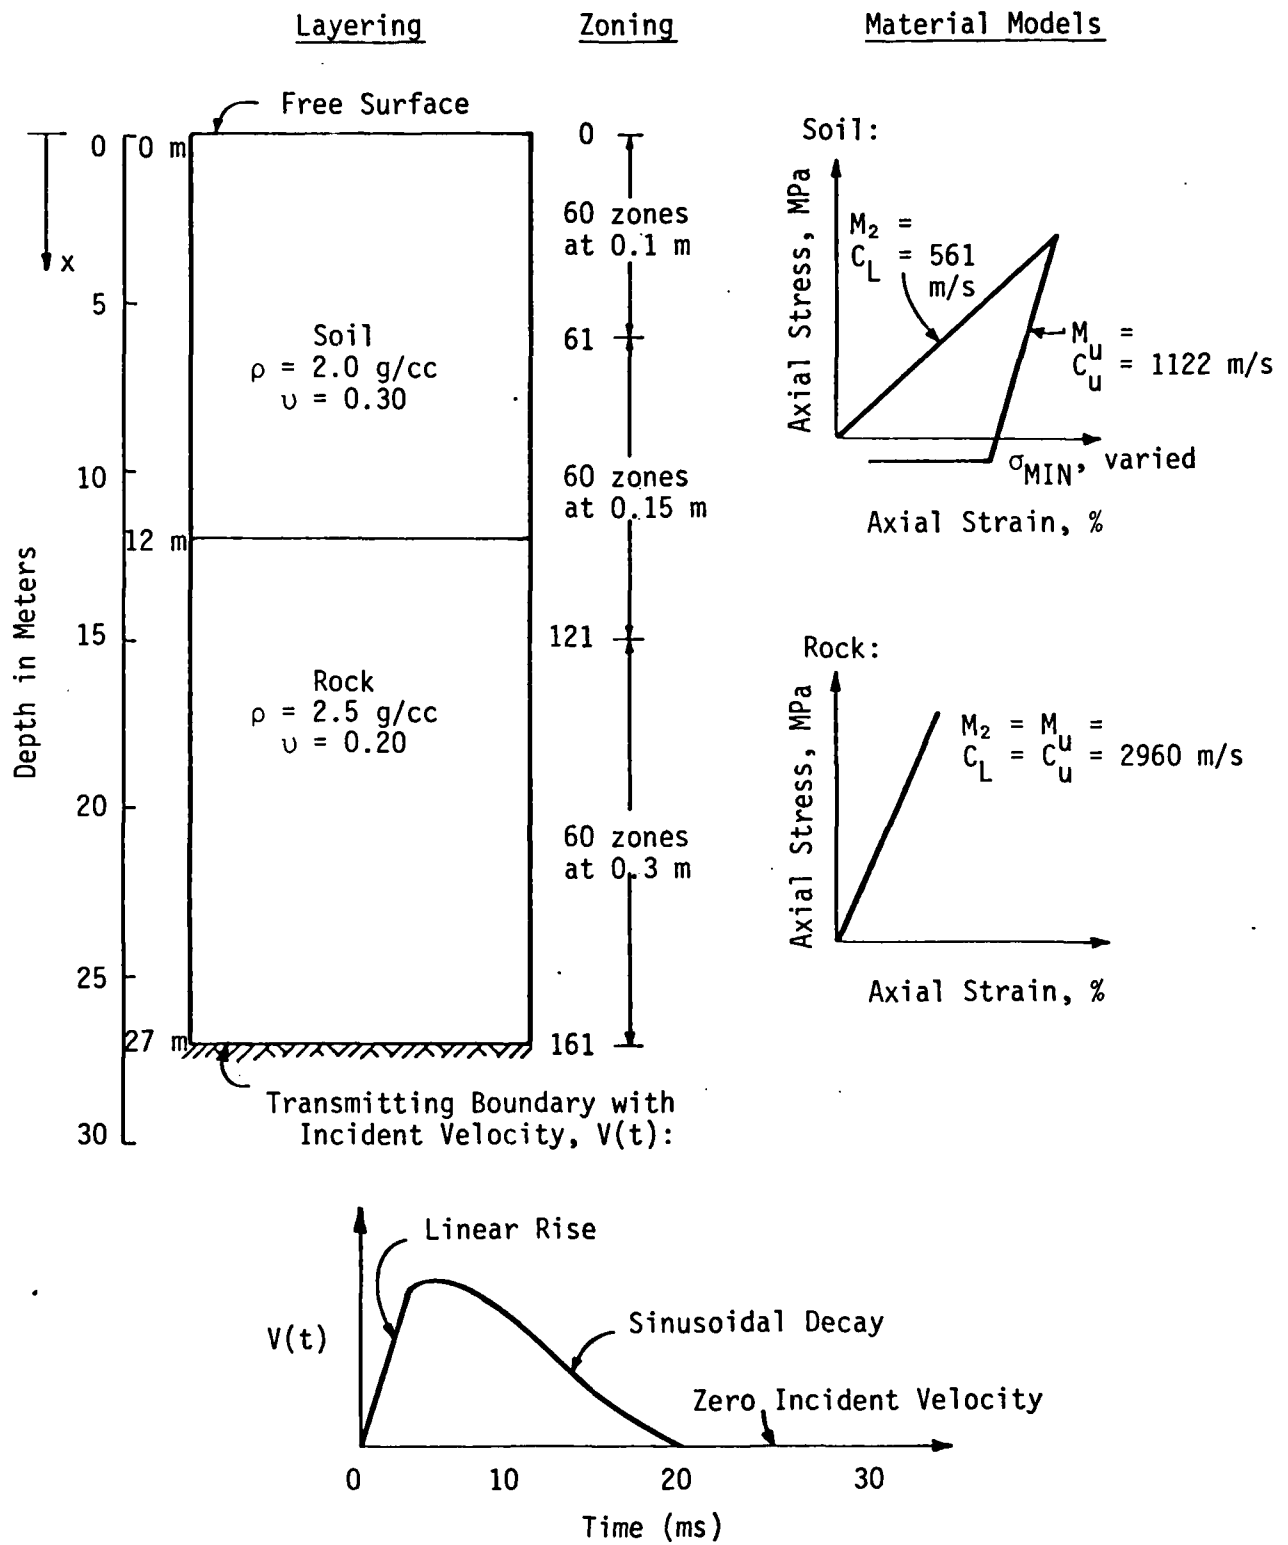 Layering
Zoning
Material Models
Free Surface
0
0 m
5
10
12 m
15
20
25
27 m
30
x
Depth in Meters
Soil
ρ = 2.0 g/cc
υ = 0.30
Rock
ρ = 2.5 g/cc
υ = 0.20
0
60 zones
at 0.1 m
61
60 zones
at 0.15 m
121
60 zones
at 0.3 m
161
Transmitting Boundary with
Incident Velocity, V(t):
Soil:
Axial Stress, MPa
M₂ =
C_L = 561
m/s
M_u =
C_u = 1122 m/s
σ_MIN, varied
Axial Strain, %
Rock:
Axial Stress, MPa
M₂ = M_u =
C_L = C_u = 2960 m/s
Axial Strain, %
Linear Rise
V(t)
Sinusoidal Decay
Zero Incident Velocity
0
10
20
30
Time (ms)